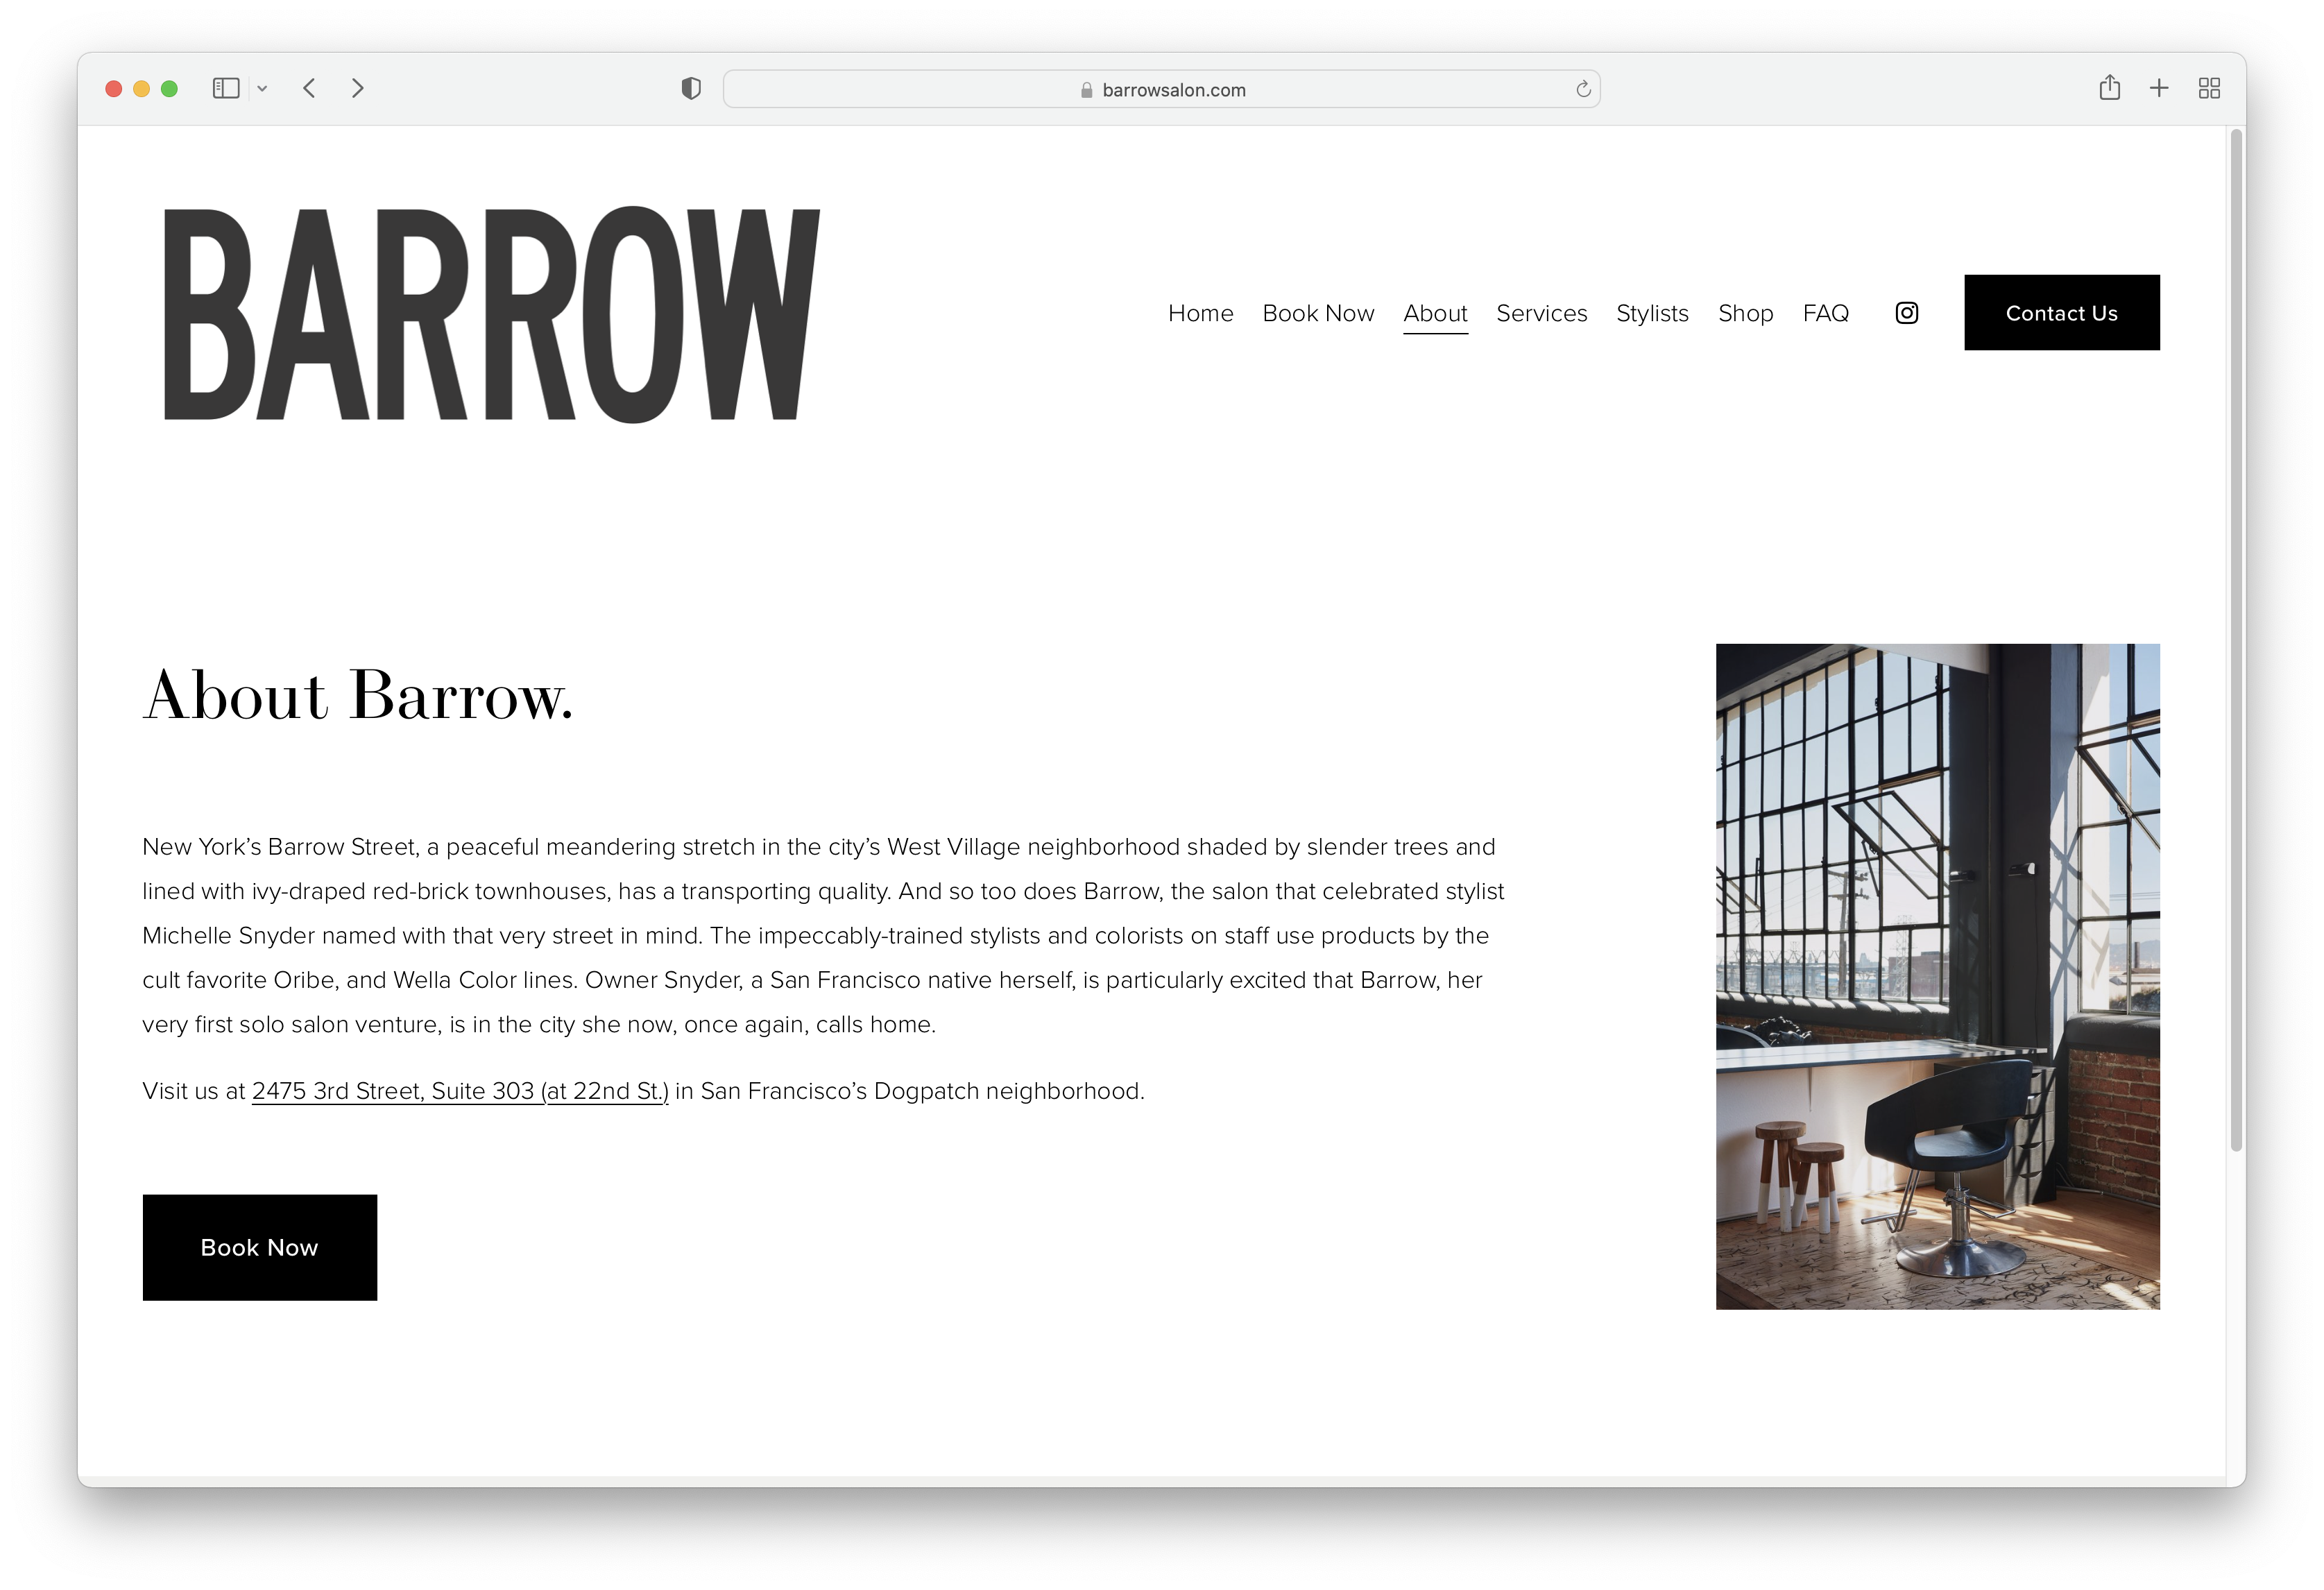 barrowsalon.com
BARROW
Home Book Now About Services Stylists Shop FAQ Contact Us
About Barrow.
New York’s Barrow Street, a peaceful meandering stretch in the city’s West Village neighborhood shaded by slender trees and
lined with ivy-draped red-brick townhouses, has a transporting quality. And so too does Barrow, the salon that celebrated stylist
Michelle Snyder named with that very street in mind. The impeccably-trained stylists and colorists on staff use products by the
cult favorite Oribe, and Wella Color lines. Owner Snyder, a San Francisco native herself, is particularly excited that Barrow, her
very first solo salon venture, is in the city she now, once again, calls home.
Visit us at 2475 3rd Street, Suite 303 (at 22nd St.) in San Francisco’s Dogpatch neighborhood.
Book Now